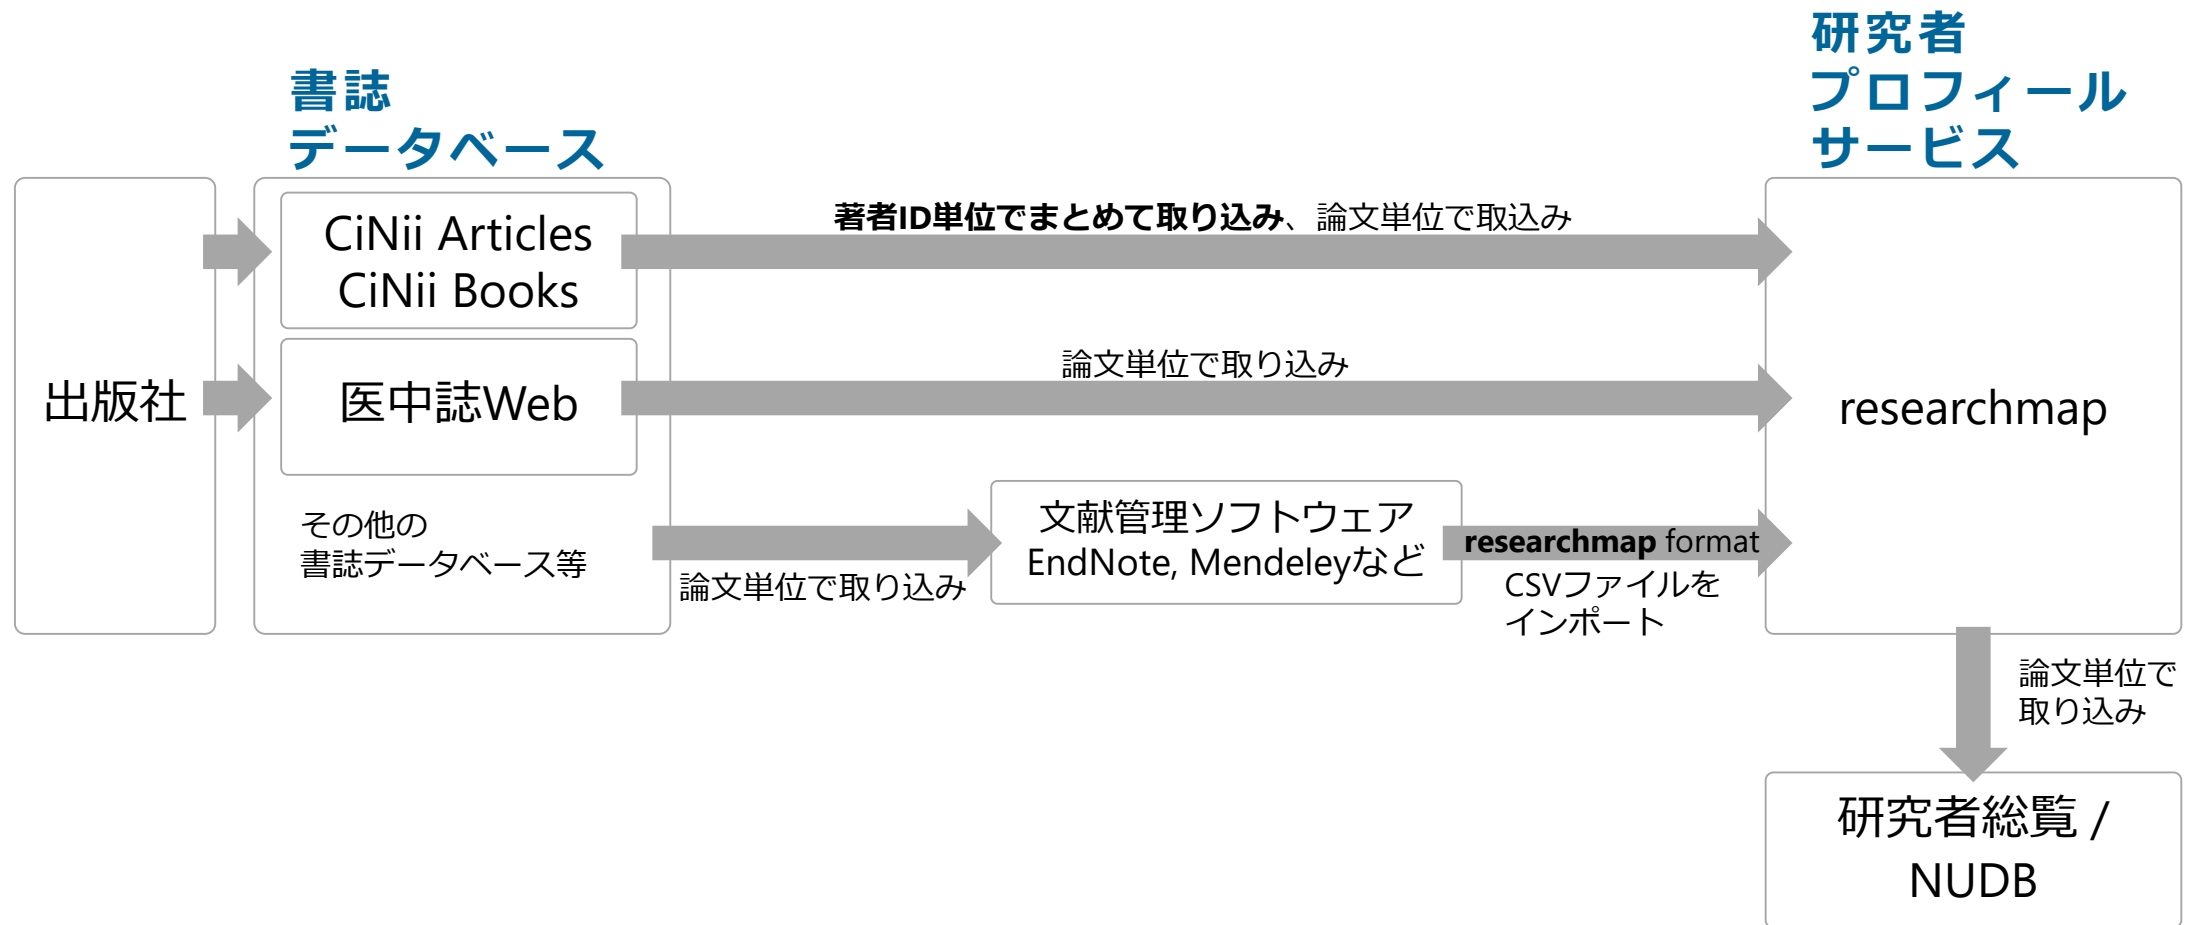 書誌
データベース
研究者
プロフィール
サービス
出版社
CiNii Articles
CiNii Books
著者ID単位でまとめて取り込み、論文単位で取込み
医中誌Web
論文単位で取り込み
researchmap
その他の
書誌データベース等
論文単位で取り込み
文献管理ソフトウェア
EndNote, Mendeleyなど
researchmap format
CSVファイルを
インポート
論文単位で
取り込み
研究者総覧 /
NUDB